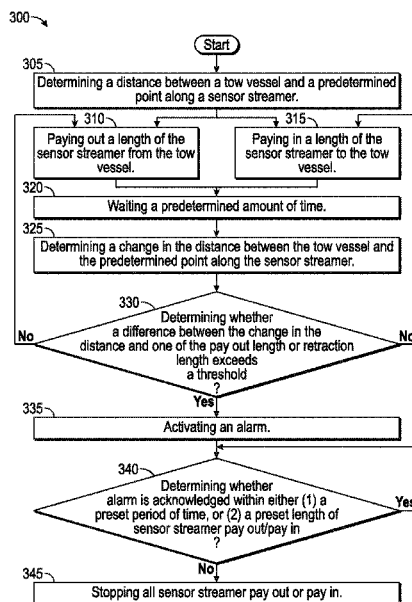 300
Start
305
Determining a distance between a tow vessel and a predetermined
point along a sensor streamer.
310
Paying out a length of the
sensor streamer from the tow
vessel.
315
Paying in a length of the
sensor streamer to the tow
vessel.
320
Waiting a predetermined amount of time.
325
Determining a change in the distance between the tow vessel and
the predetermined point along the sensor streamer.
330
Determining whether
a difference between the change in the
distance and one of the pay out length or retraction
length exceeds
a threshold
?
No
No
Yes
335
Activating an alarm.
340
Determining whether
alarm is acknowledged within either (1) a
preset period of time, or (2) a preset length of
sensor streamer pay out/pay in
?
Yes
No
345
Stopping all sensor streamer pay out or pay in.